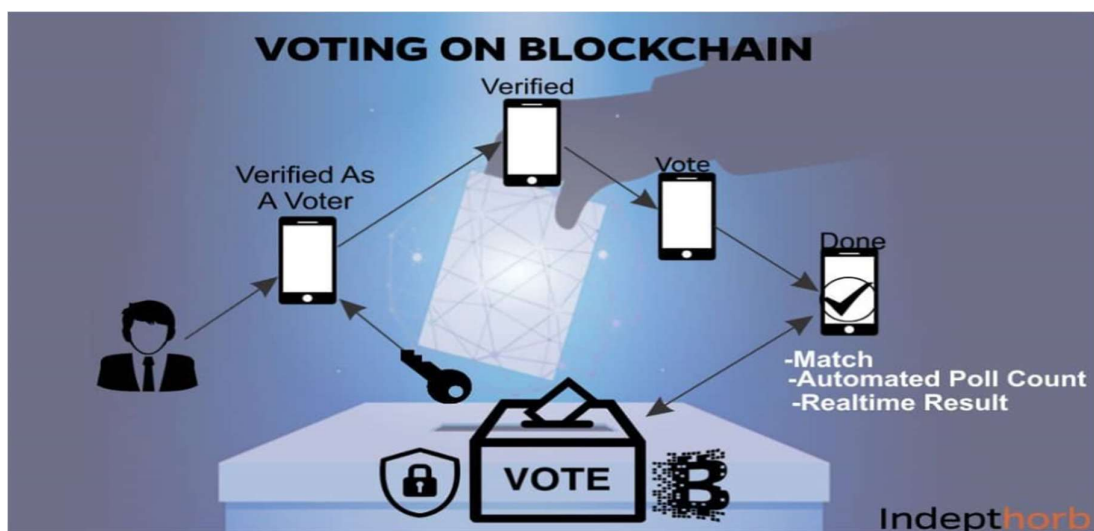 VOTING ON BLOCKCHAIN
Verified
Verified As
A Voter
Vote
Done
-Match
-Automated Poll Count
-Realtime Result
VOTE
Indepthorb